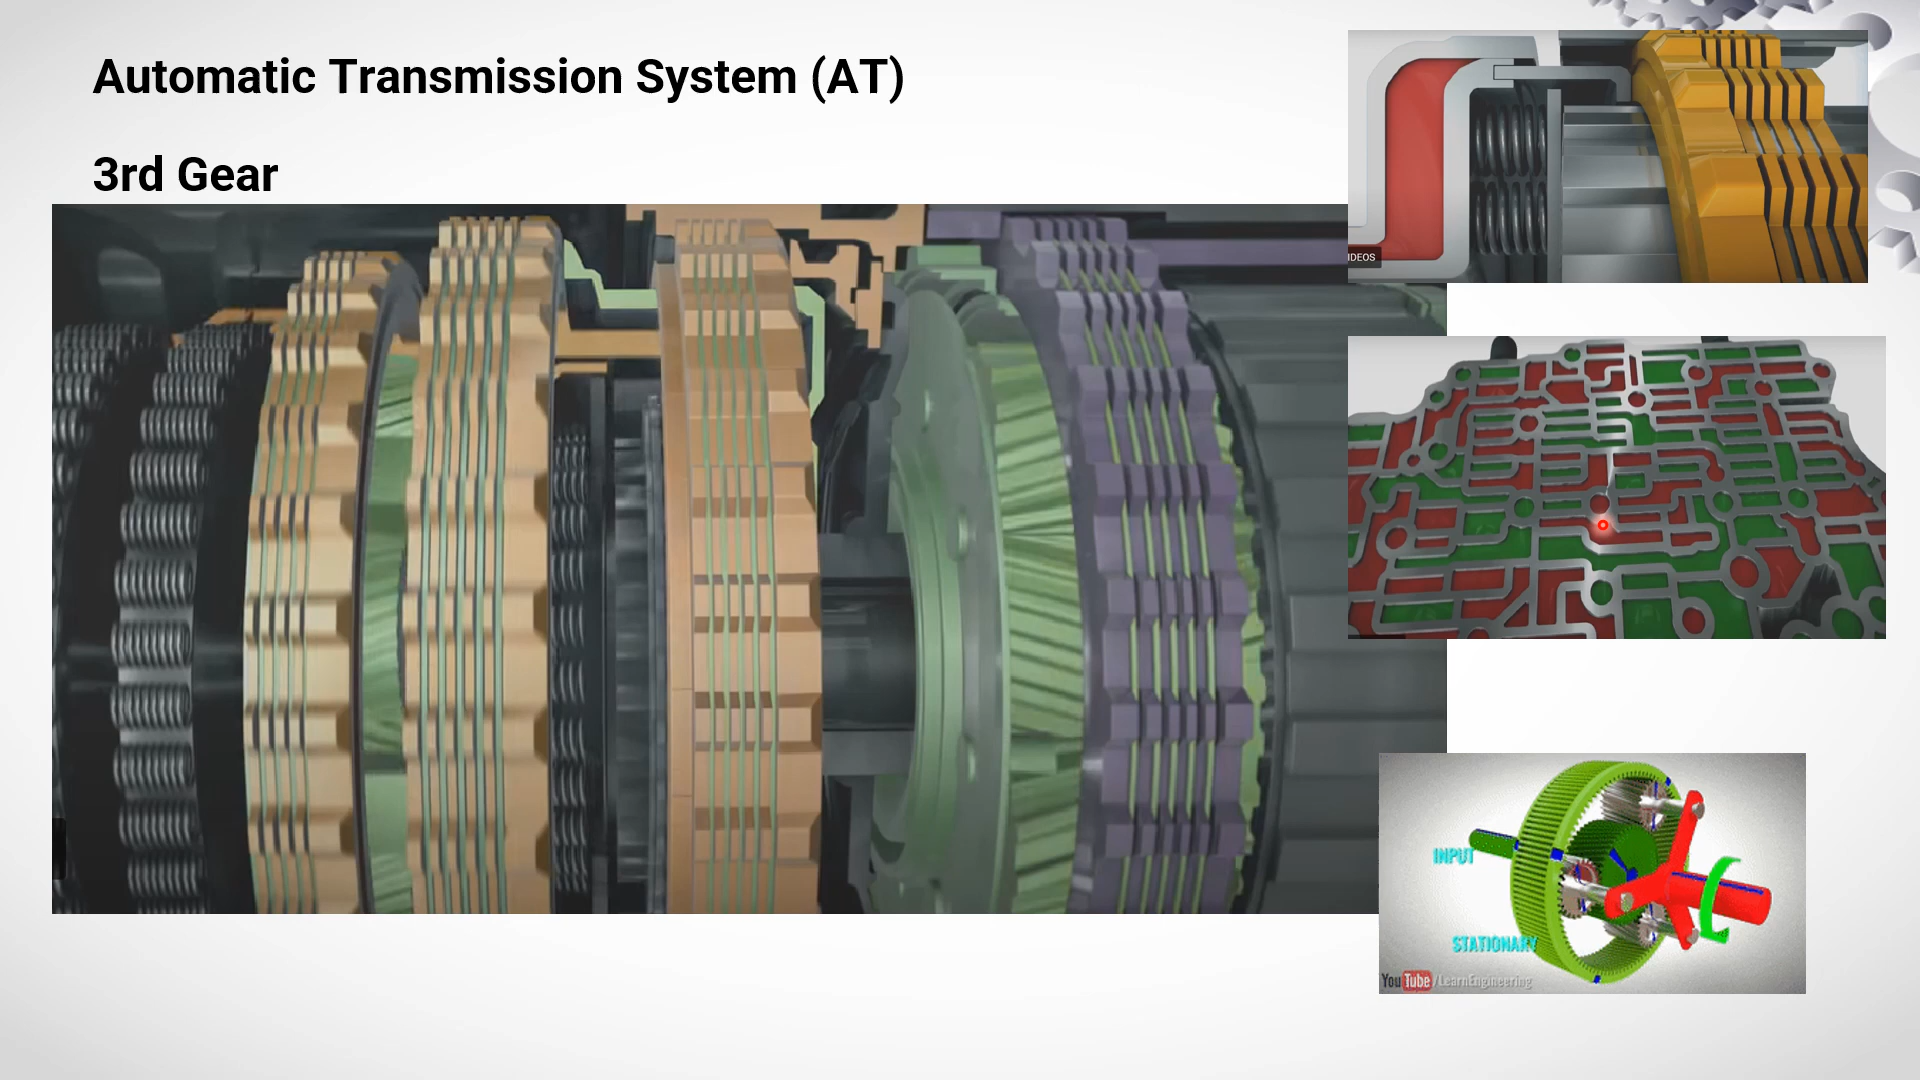 Automatic Transmission System (AT)
3rd Gear
IDEOS
INPUT
STATIONARY
YouTube/LearnEngineering